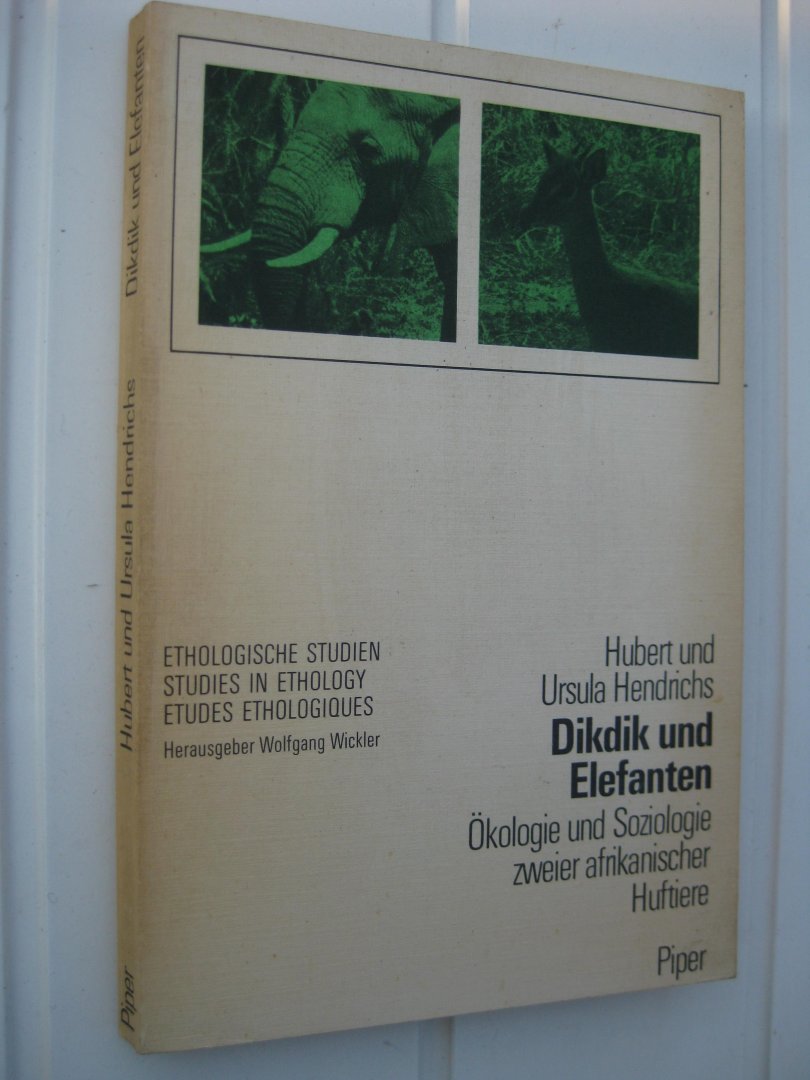 Dikdik und Elefanten
Hubert und Ursula Hendrichs
Piper
ETHOLOGISCHE STUDIEN
STUDIES IN ETHOLOGY
ETUDES ETHOLOGIQUES
Herausgeber Wolfgang Wickler
Hubert und
Ursula Hendrichs
Dikdik und
Elefanten
Ökologie und Soziologie
zweier afrikanischer
Huftiere
Piper